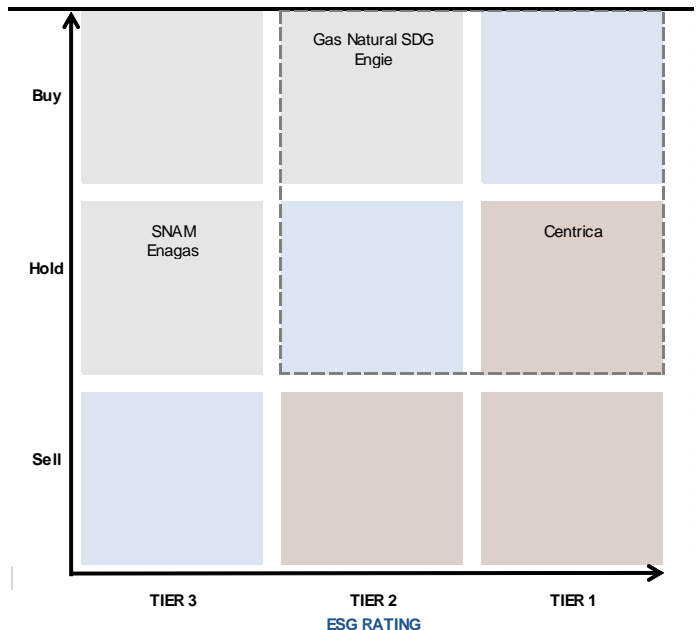 Gas Natural SDG
Engie
Buy
SNAM
Enagas
Centrica
Hold
Sell
TIER 3
TIER 2
TIER 1
ESG RATING